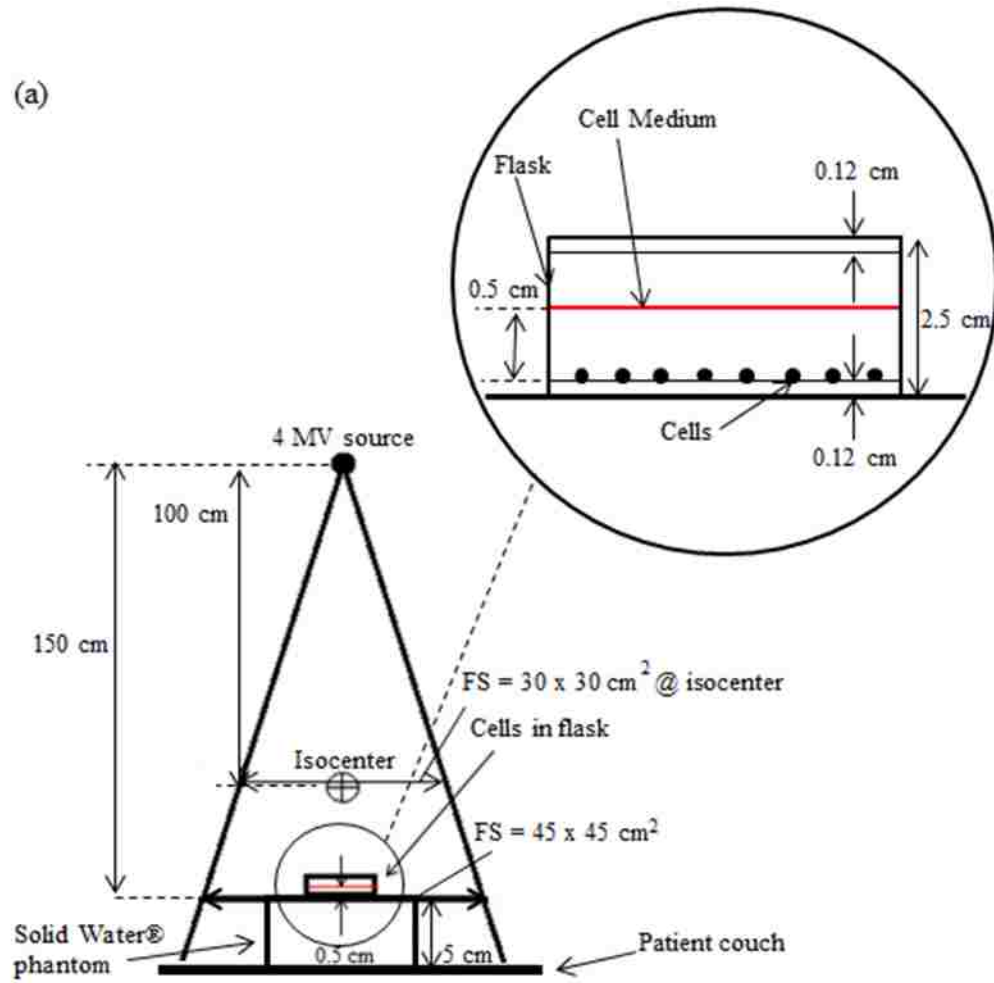 (a)
Cell Medium
Flask
0.12 cm
0.5 cm
2.5 cm
Cells
0.12 cm
4 MV source
100 cm
150 cm
FS = 30 x 30 cm² @ isocenter
Cells in flask
Isocenter
FS = 45 x 45 cm²
Solid Water®
phantom
0.5 cm
5 cm
Patient couch